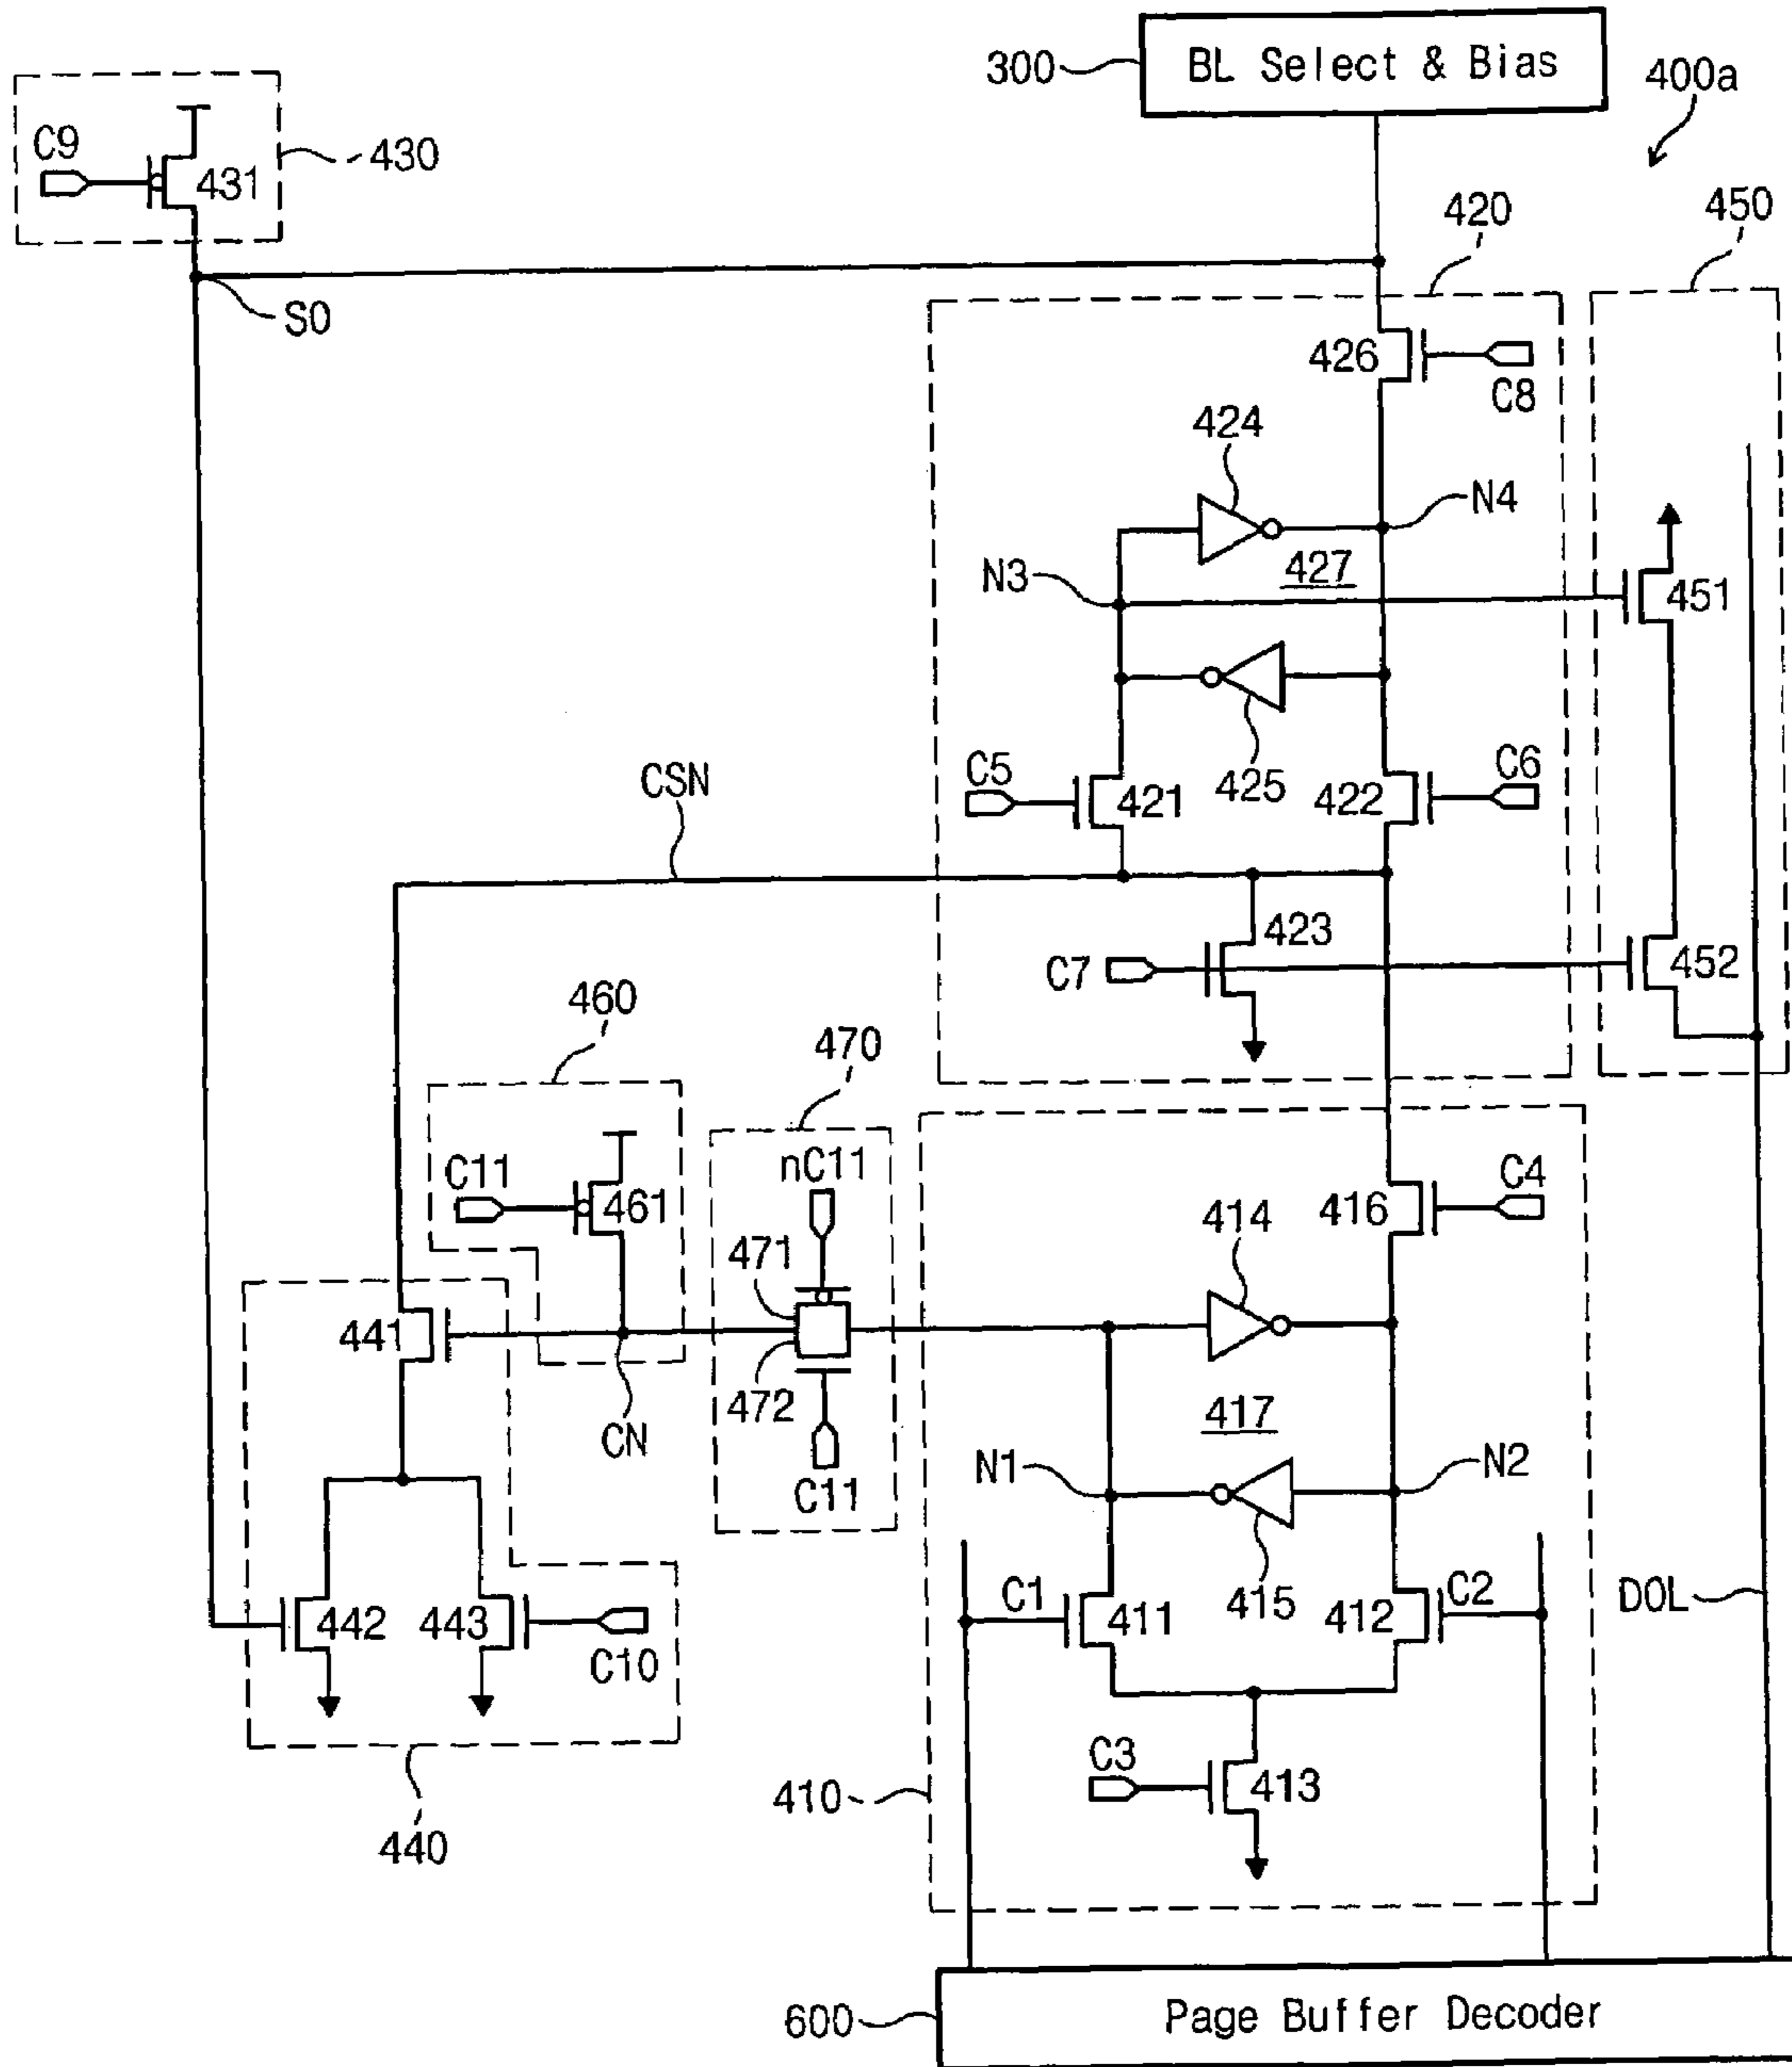 300
BL Select & Bias
400a
C9
431
430
420
450
S0
426
C8
424
N4
N3
427
451
C5
421
425
422
C6
CSN
423
C7
452
460
470
C11
461
nC11
414
416
C4
471
441
472
417
CN
N1
N2
C11
C1
411
415
412
C2
DOL
442
443
C10
C3
413
410
440
600
Page Buffer Decoder